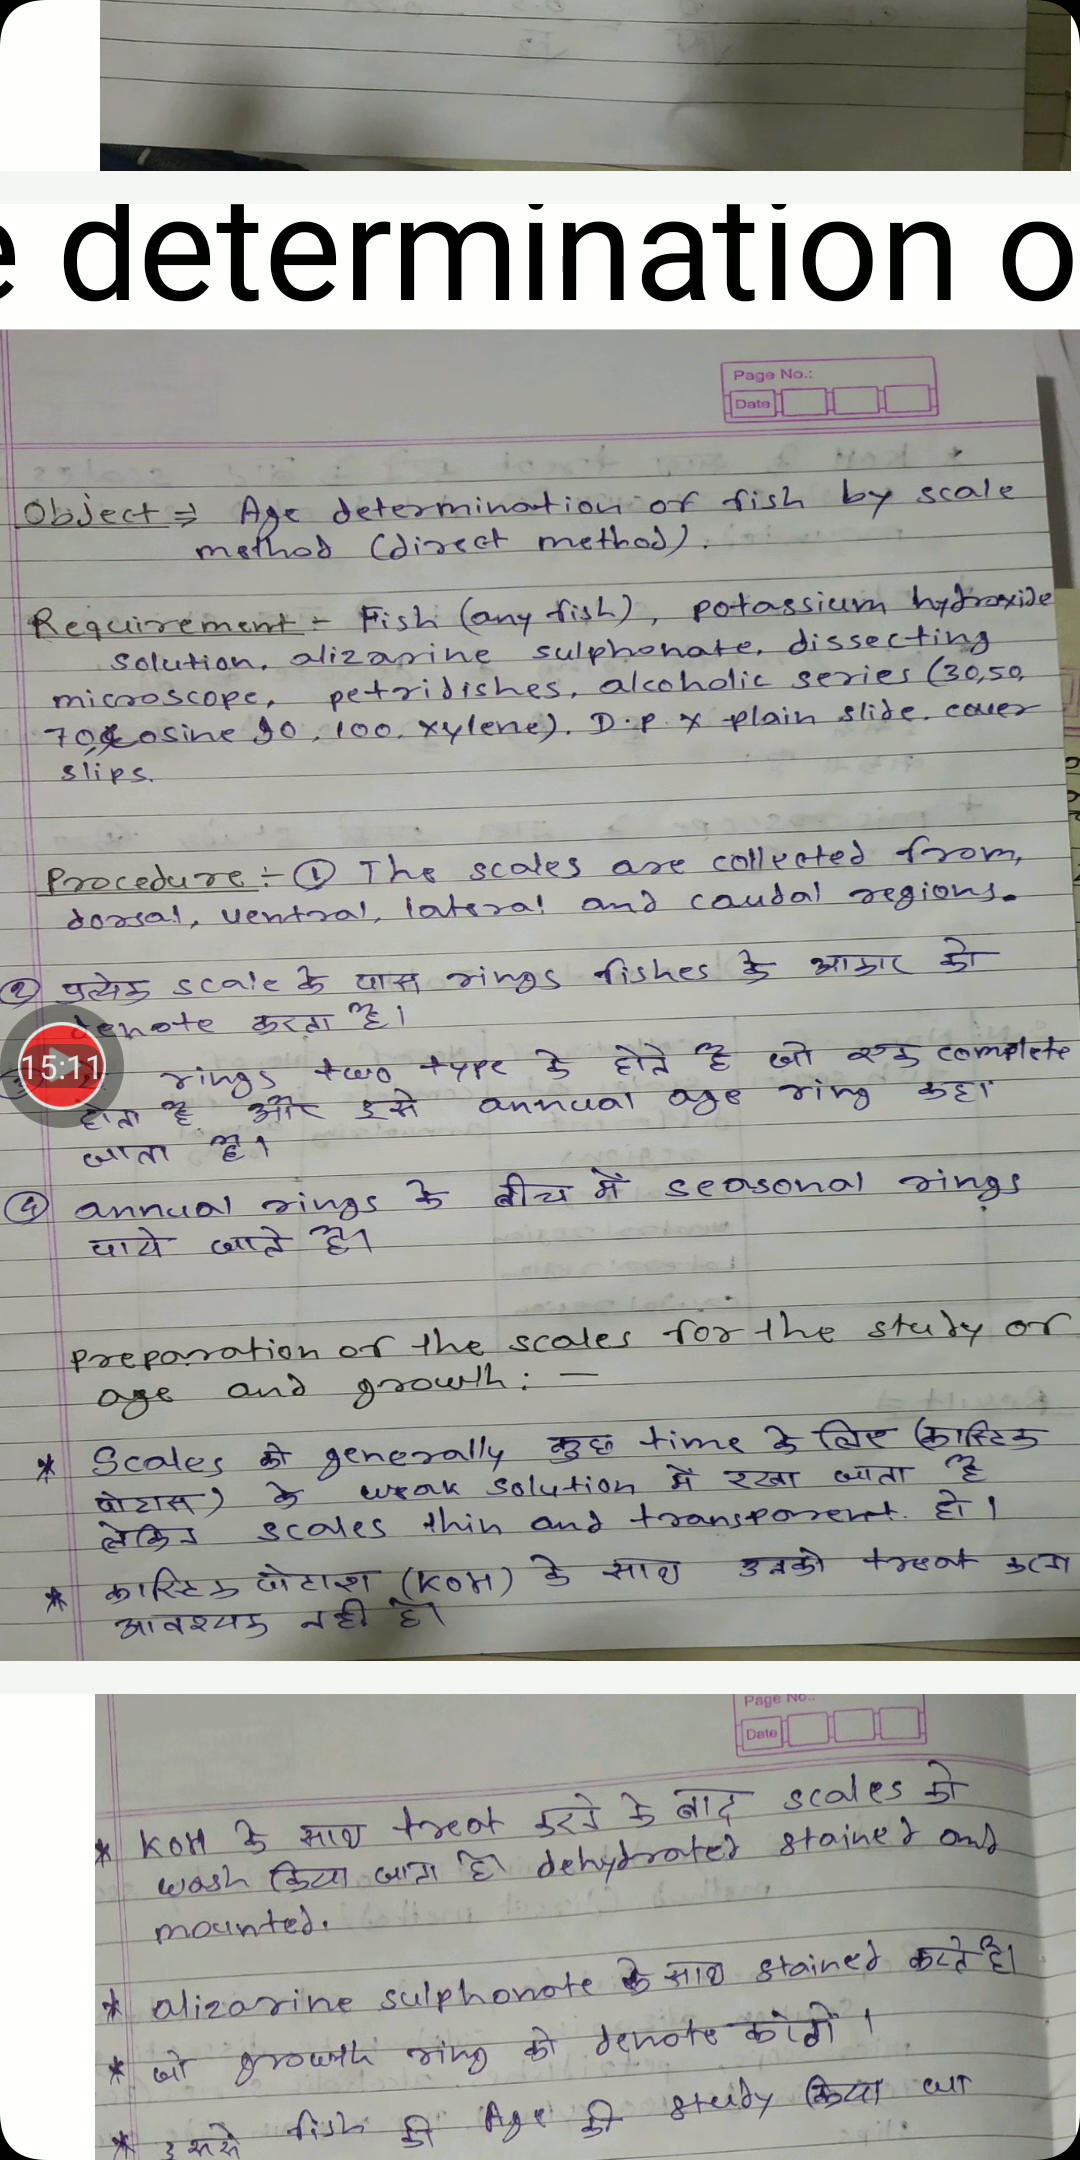 determination o
Page No.:
Date
Object ⇒ Age determination of fish by scale
method (direct method).
Requirement :- Fish (any fish), potassium hydroxide
solution, alizarine sulphonate, dissecting
microscope, petridishes, alcoholic series (30,50,
70, 90, 100, xylene). D.P.X plain slide. cover
slips.
Procedure :- ① The scales are collected from,
dorsal, ventral, lateral and caudal regions.
② प्रत्येक scale के पास rings fishes के आकार को
denote करता है।
15:11
rings two type के होते है जो एक complete
होता है, और इसे annual age ring कहा
जाता है।
④ annual rings के बीच में seasonal rings
पाये जाते है।
Preparation of the scales for the study of
age and growth : —
* Scales को generally कुछ time के लिए (कास्टिक
पोटास) के weak solution में रखा जाता है
लेकिन scales thin and transparent. हो।
* कास्टिक पोटाश (KOH) के साथ उनको treat करना
आवश्यक नही है।
Page No.:
Date
* KOH के साथ treat करने के बाद scales को
wash किया जाता है dehydrated stained and
mounted.
* alizarine sulphonate के साथ stained करते है।
* जो growth ring को denote करेगें।
* इससे fish की Age की study किया जा